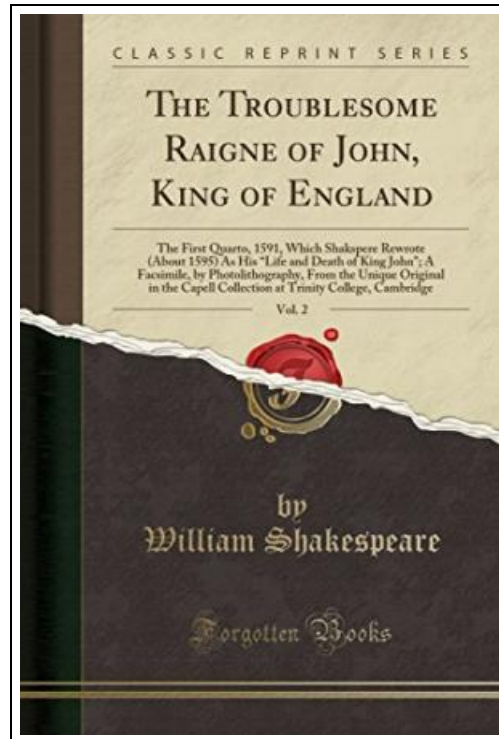 CLASSIC REPRINT SERIES
THE TROUBLESOME
RAIGNE OF JOHN,
KING OF ENGLAND
The First Quarto, 1591, Which Shakspere Rewrote
(About 1595) As His "Life and Death of King John"; A
Facsimile, by Photolithography, From the Unique Original
in the Capell Collection at Trinity College, Cambridge
Vol. 2
by
William Shakespeare
Forgotten Books